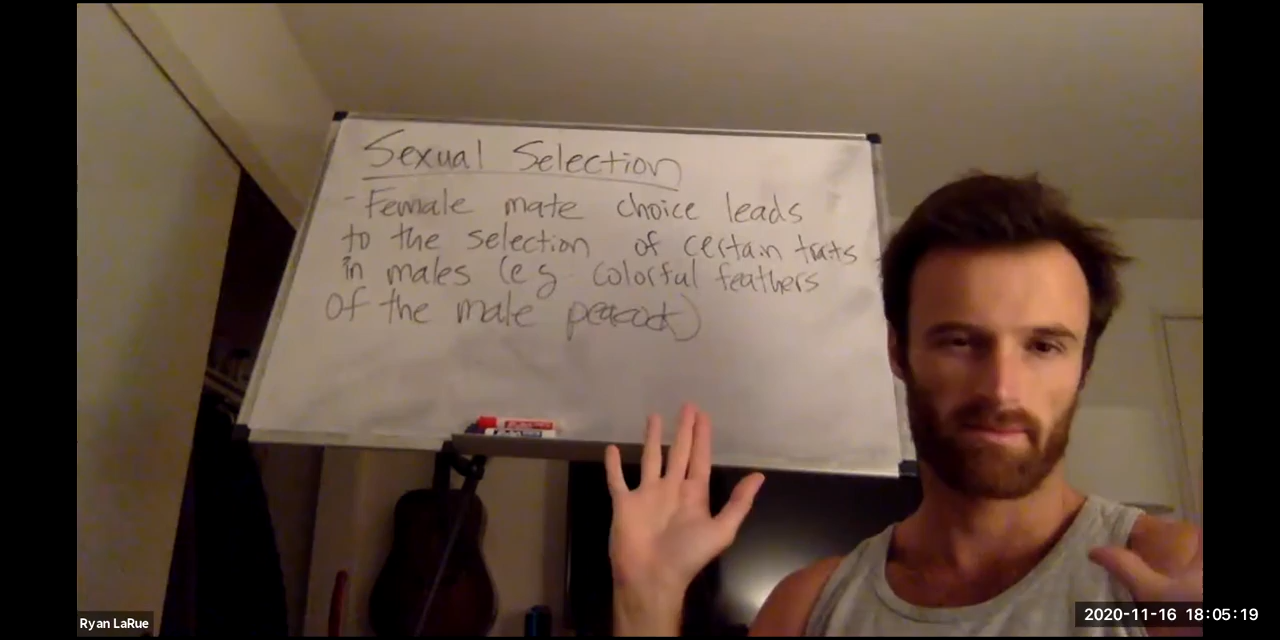 Sexual Selection
- Female mate choice leads
to the selection of certain traits
in males (eg. colorful feathers
of the male peacock)
Ryan LaRue
2020-11-16 18:05:19